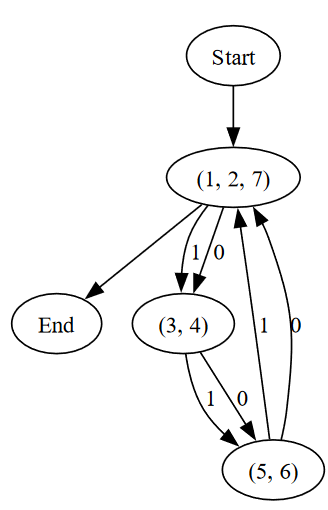 Start
(1, 2, 7)
1 0
End
(3, 4)
1 0
1 0
(5, 6)